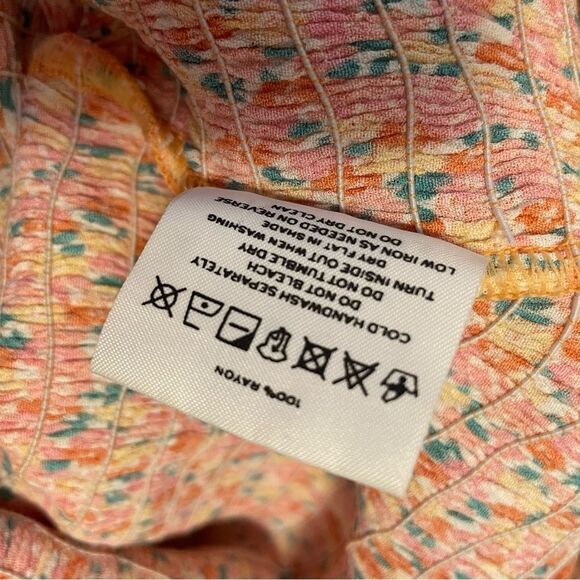 100% RAYON
COLD HANDWASH SEPARATELY
DO NOT BLEACH
DO NOT TUMBLE DRY
TURN INSIDE OUT WHEN WASHING
DRY FLAT IN SHADE
LOW IRON AS NEEDED ON REVERSE
DO NOT DRY CLEAN